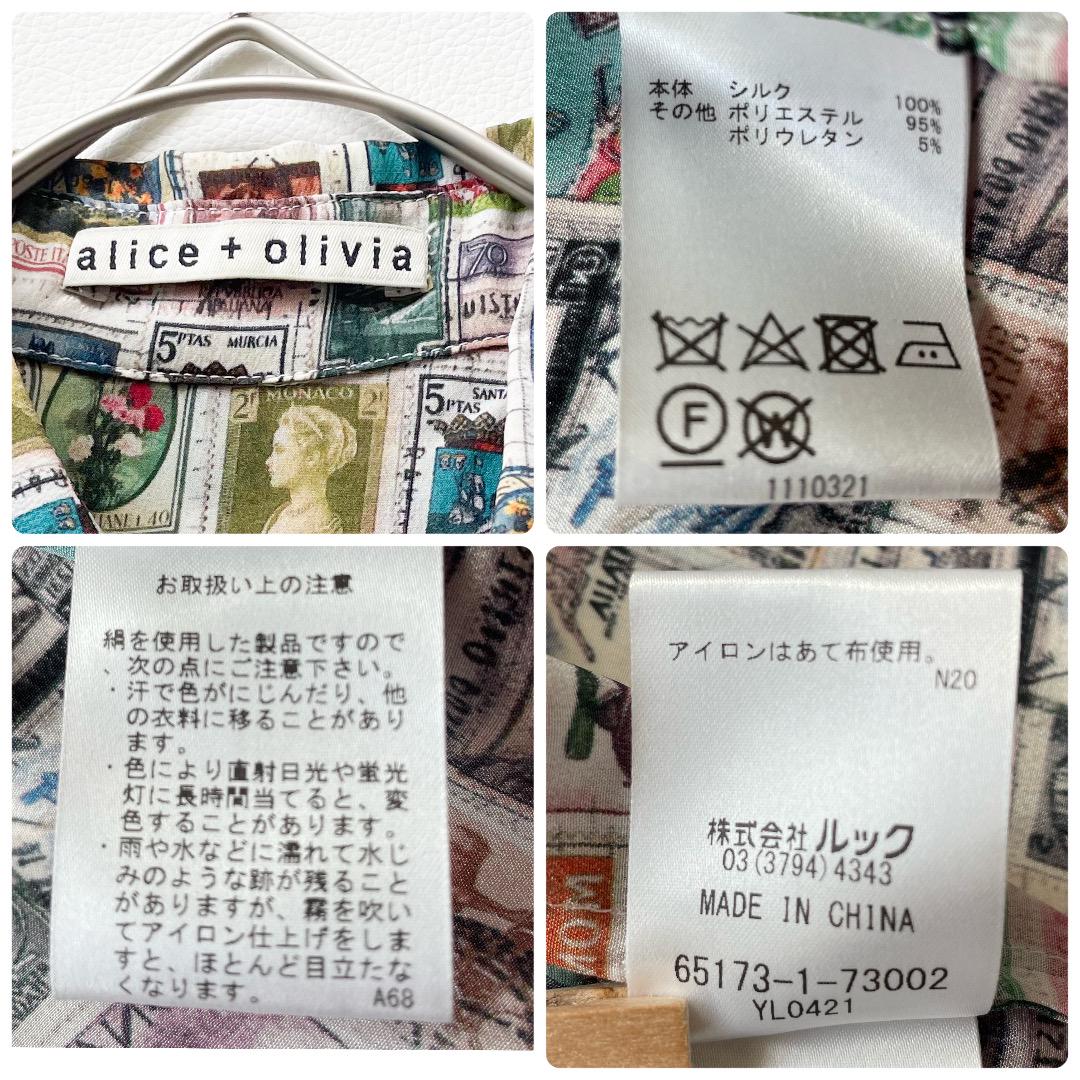 alice + olivia
POSTE IT
70
5 PTAS MURCIA
2F MONACO 2F
5 PTAS SANTA
40
本体 シルク 100%
その他 ポリエステル 95%
ポリウレタン 5%
F
W
1110321
お取扱い上の注意
絹を使用した製品ですので
、次の点にご注意下さい。
・汗で色がにじんだり、他
の衣料に移ることがあり
ます。
・色により直射日光や蛍光
灯に長時間当てると、変
色することがあります。
・雨や水などに濡れて水じ
みのような跡が残ること
がありますが、霧を吹い
てアイロン仕上げをしま
すと、ほとんど目立たな
くなります。
A68
アイロンはあて布使用。
N20
株式会社 ルック
03(3794)4343
MADE IN CHINA
65173-1-73002
YL0421